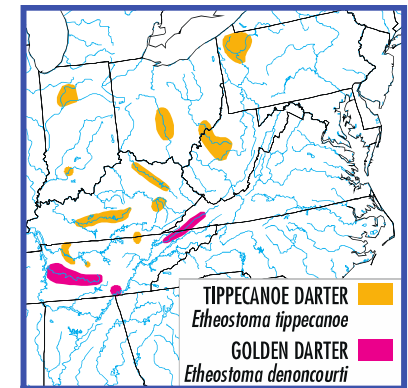 TIPPECANOE DARTER
Etheostoma tippecanoe
GOLDEN DARTER
Etheostoma denoncourti